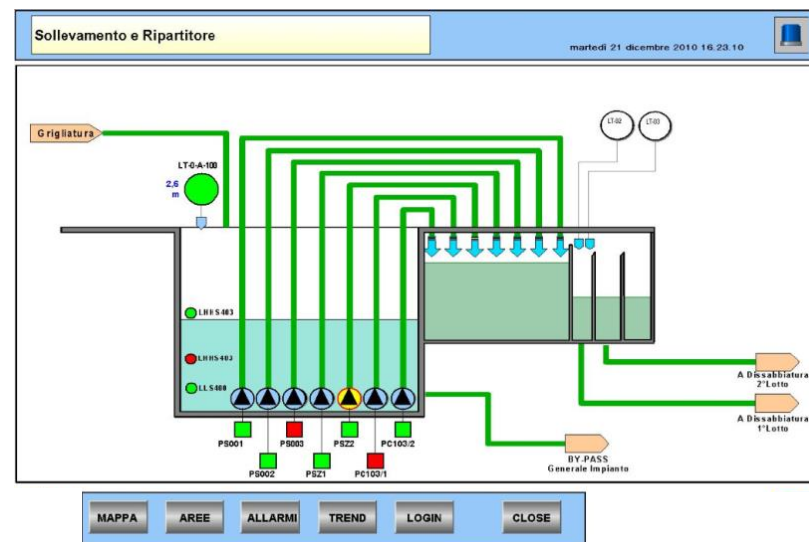 Sollevamento e Ripartitore
martedì 21 dicembre 2010 16.23.10
Grigliatura
LT-0-A-100
2,6
m
LT-02
LT-03
LHHS403
LHHS402
LLS400
PS001
PS003
PSZ2
PC103/2
PS002
PSZ1
PC103/1
A Dissabbiatura
2°Lotto
A Dissabbiatura
1°Lotto
BY-PASS
Generale Impianto
MAPPA
AREE
ALLARMI
TREND
LOGIN
CLOSE